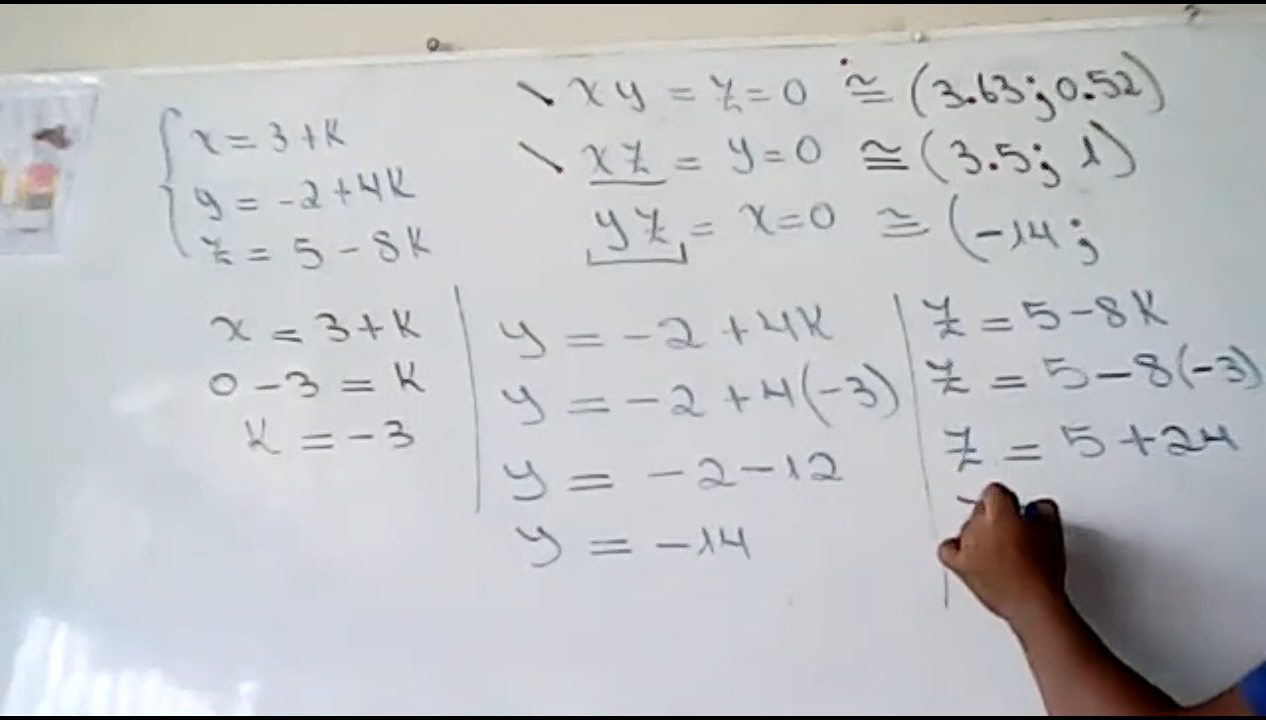 x = 3 + k
y = -2 + 4k
z = 5 - 8k
\ xy = z = 0 ≅ (3.63; 0.52)
\ xz = y = 0 ≅ (3.5; 1)
yz = x = 0 ≅ (-14;
x = 3 + k
0 - 3 = k
k = -3
y = -2 + 4k
y = -2 + 4(-3)
y = -2 - 12
y = -14
z = 5 - 8k
z = 5 - 8(-3)
z = 5 + 24